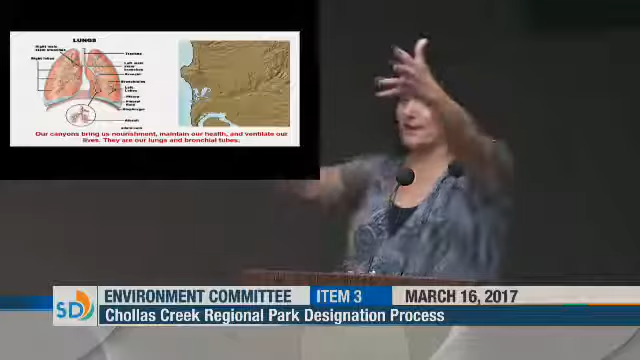 LUNGS
Trachea
Our canyons bring us nourishment, maintain our health, and ventilate our
lives. They are our lungs and bronchial tubes.
SD
ENVIRONMENT COMMITTEE
ITEM 3
MARCH 16, 2017
Chollas Creek Regional Park Designation Process